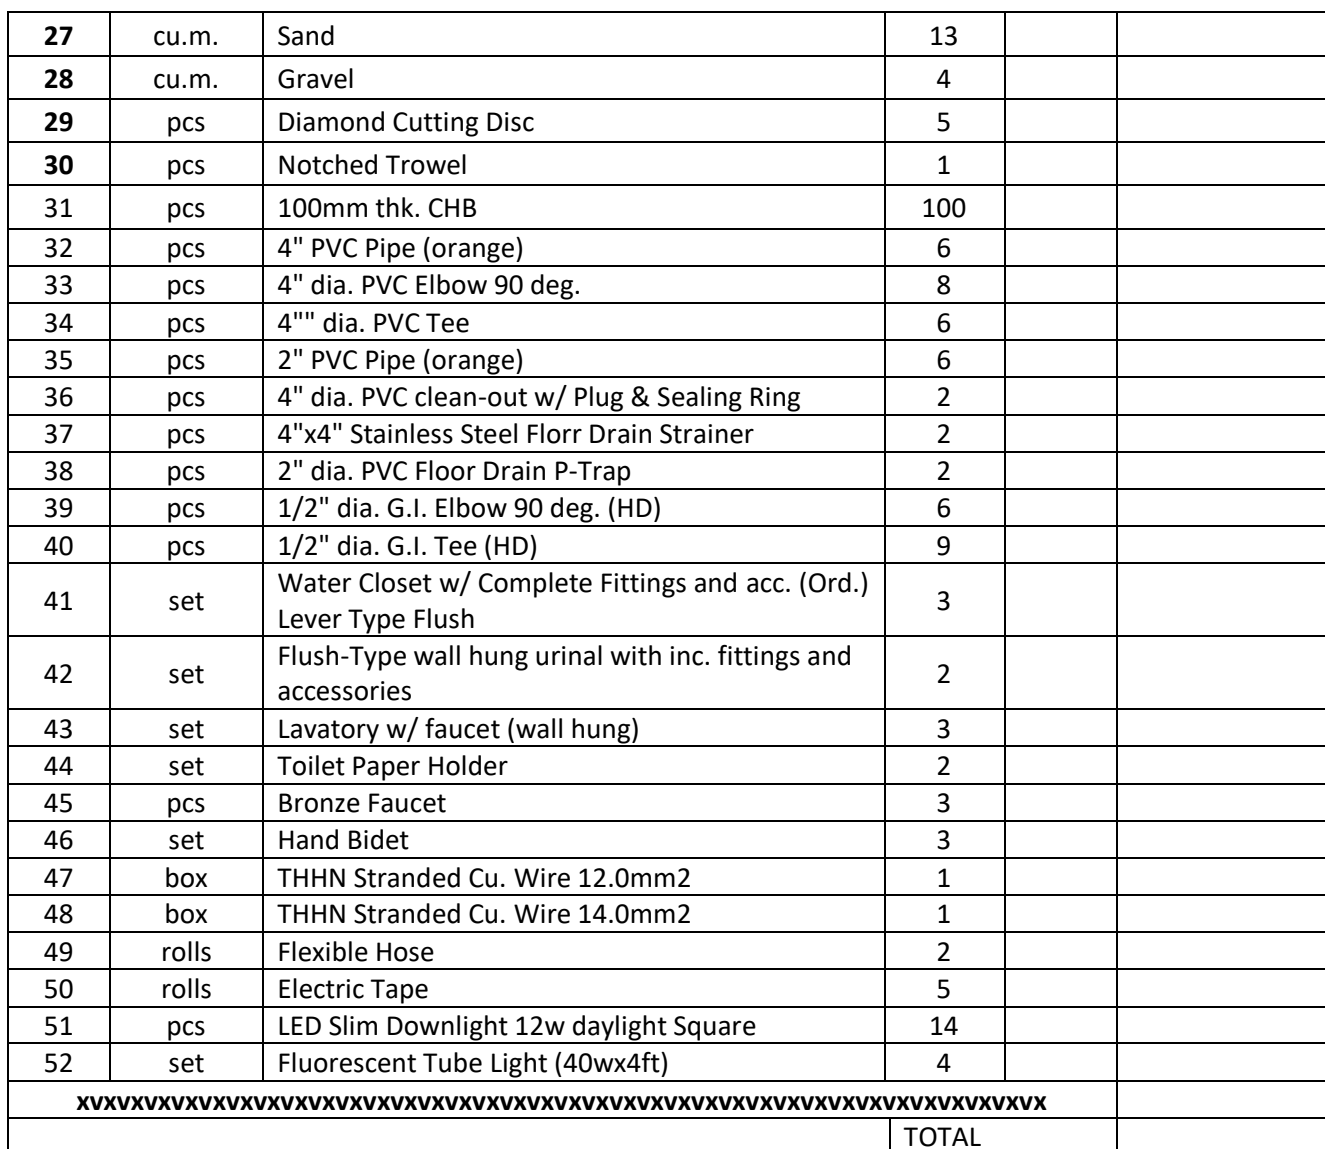 27 cu.m. Sand 13
28 cu.m. Gravel 4
29 pcs Diamond Cutting Disc 5
30 pcs Notched Trowel 1
31 pcs 100mm thk. CHB 100
32 pcs 4" PVC Pipe (orange) 6
33 pcs 4" dia. PVC Elbow 90 deg. 8
34 pcs 4"" dia. PVC Tee 6
35 pcs 2" PVC Pipe (orange) 6
36 pcs 4" dia. PVC clean-out w/ Plug & Sealing Ring 2
37 pcs 4"x4" Stainless Steel Florr Drain Strainer 2
38 pcs 2" dia. PVC Floor Drain P-Trap 2
39 pcs 1/2" dia. G.I. Elbow 90 deg. (HD) 6
40 pcs 1/2" dia. G.I. Tee (HD) 9
41 set Water Closet w/ Complete Fittings and acc. (Ord.) 3
Lever Type Flush
42 set Flush-Type wall hung urinal with inc. fittings and 2
accessories
43 set Lavatory w/ faucet (wall hung) 3
44 set Toilet Paper Holder 2
45 pcs Bronze Faucet 3
46 set Hand Bidet 3
47 box THHN Stranded Cu. Wire 12.0mm2 1
48 box THHN Stranded Cu. Wire 14.0mm2 1
49 rolls Flexible Hose 2
50 rolls Electric Tape 5
51 pcs LED Slim Downlight 12w daylight Square 14
52 set Fluorescent Tube Light (40wx4ft) 4
xvxvxvxvxvxvxvxvxvxvxvxvxvxvxvxvxvxvxvxvxvxvxvxvxvxvxvxvxvxvxvxvxvxvxvx
TOTAL